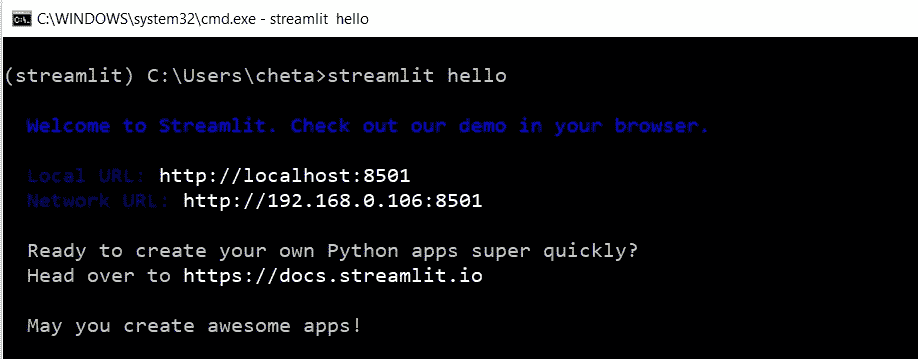 C:\WINDOWS\system32\cmd.exe - streamlit hello
(streamlit) C:\Users\cheta>streamlit hello
Welcome to Streamlit. Check out our demo in your browser.
Local URL: http://localhost:8501
Network URL: http://192.168.0.106:8501
Ready to create your own Python apps super quickly?
Head over to https://docs.streamlit.io
May you create awesome apps!